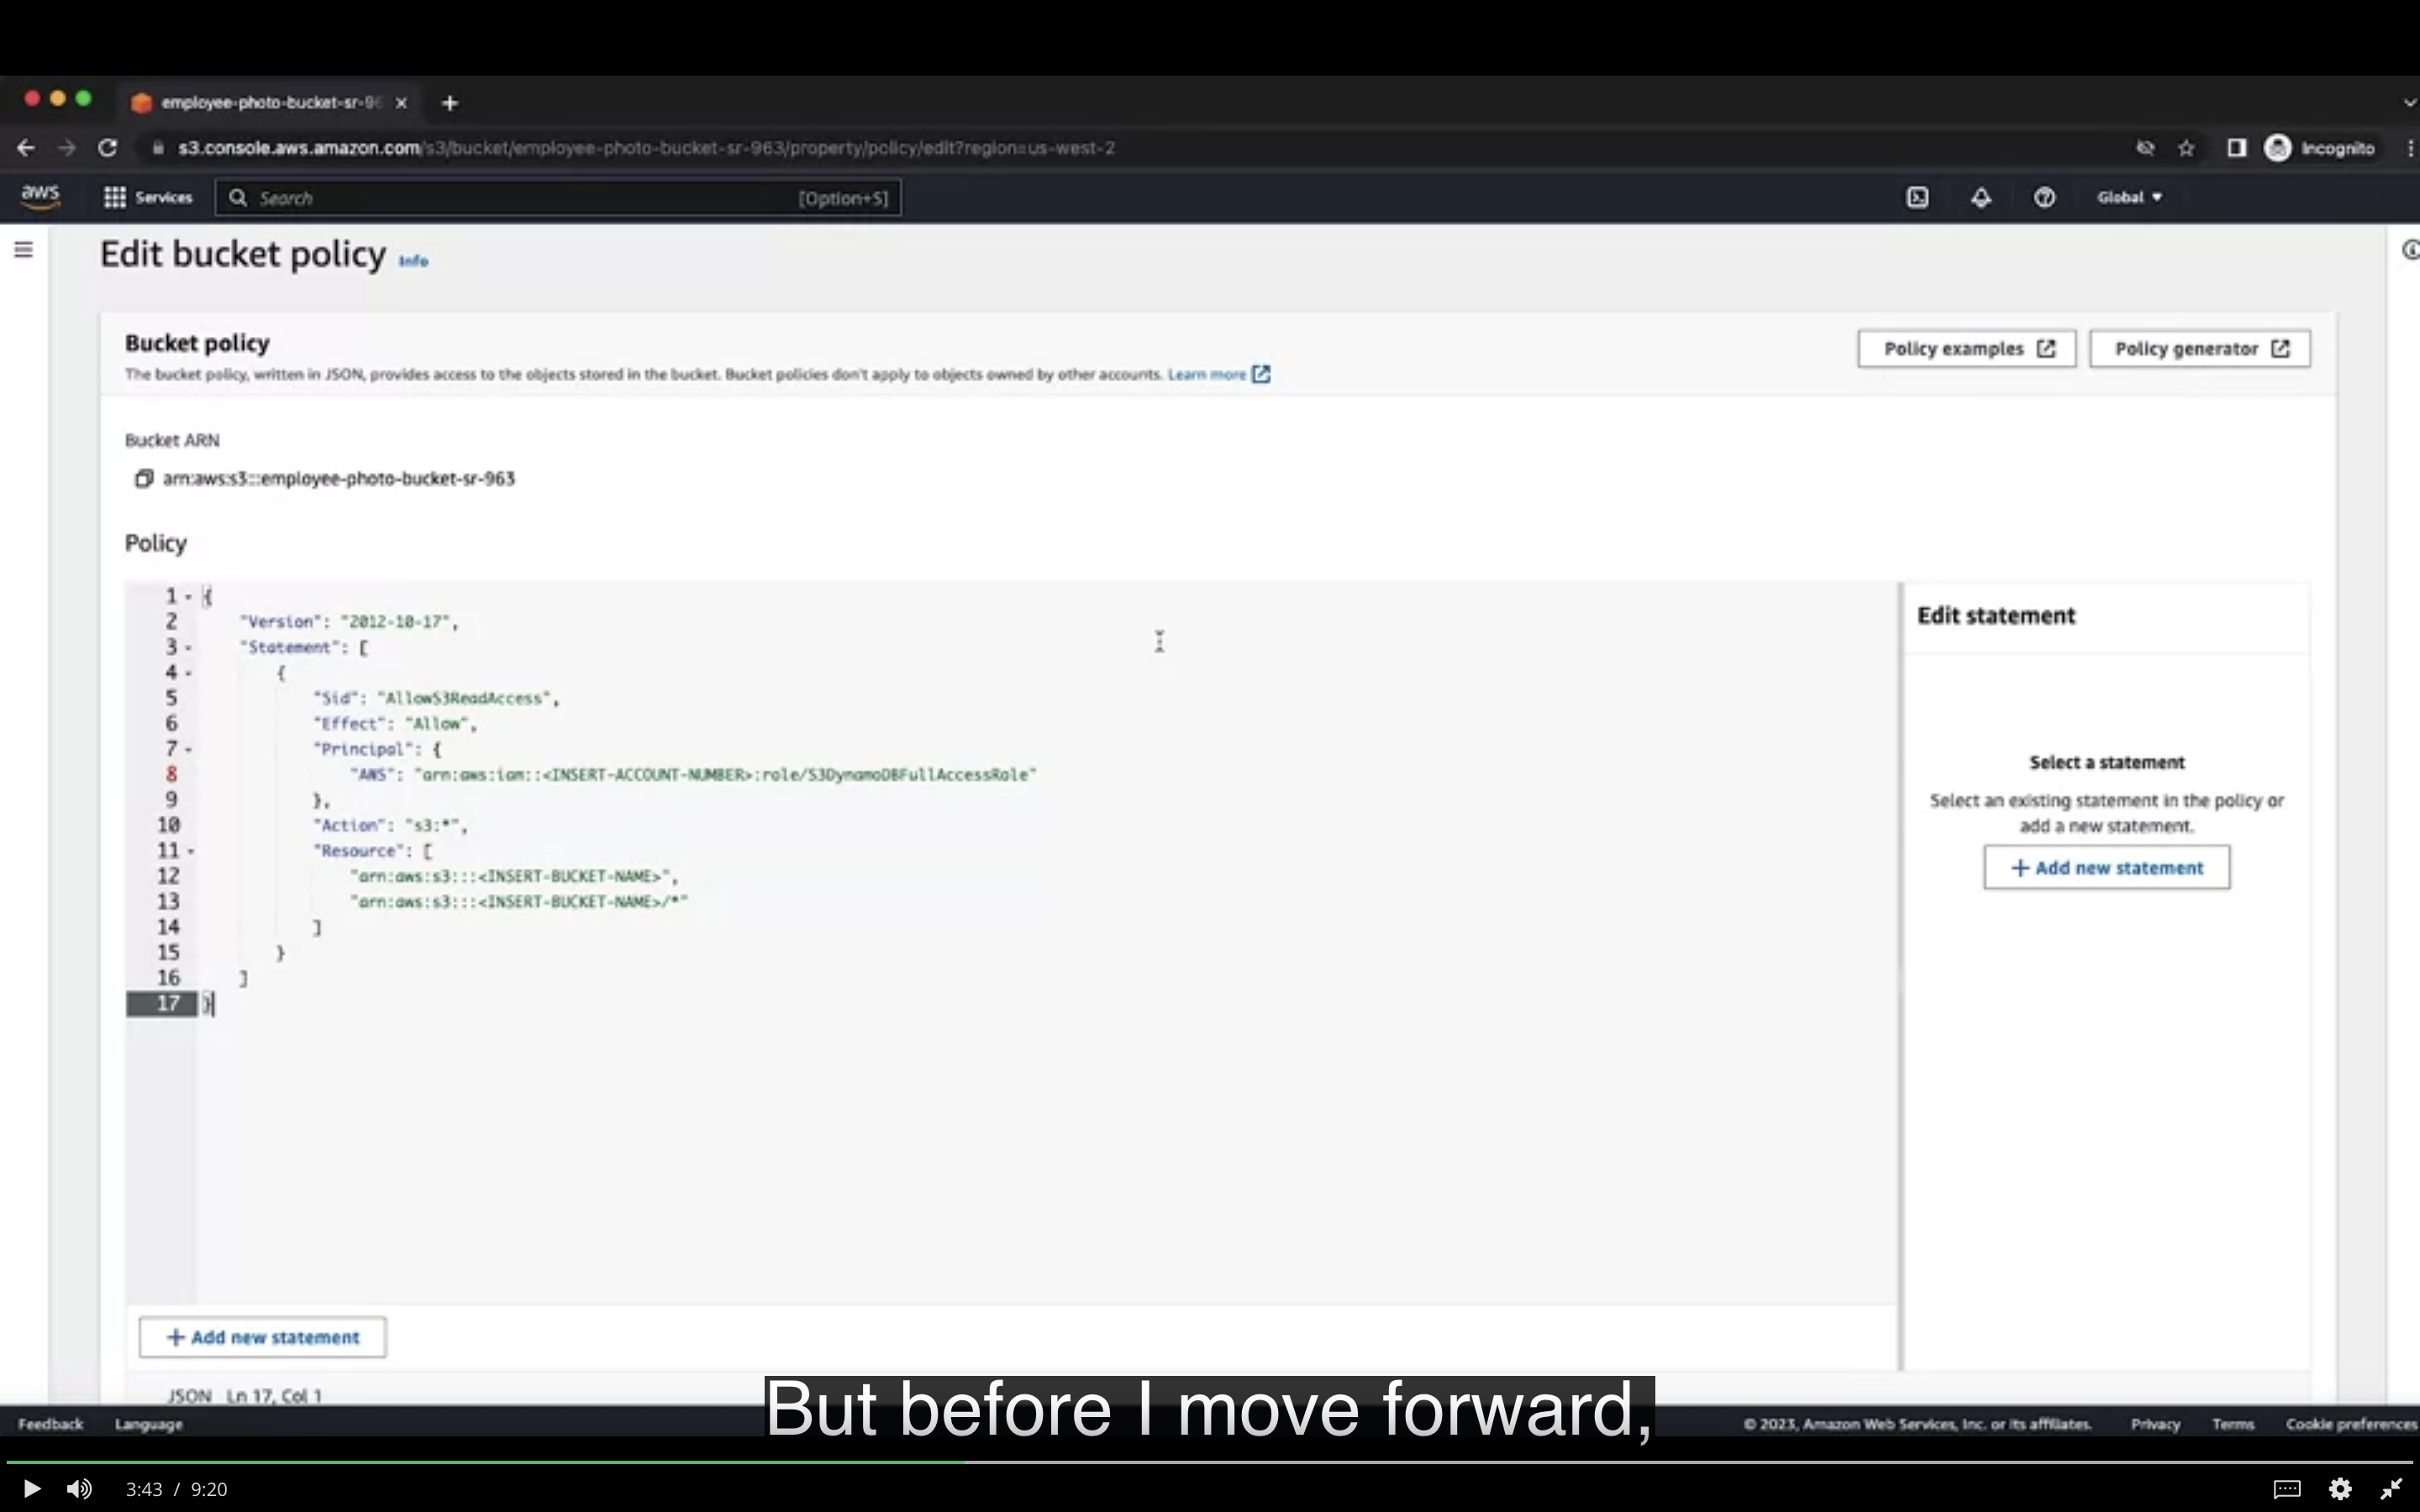 employee-photo-bucket-sr-96
s3.console.aws.amazon.com/s3/bucket/employee-photo-bucket-sr-963/property/policy/edit?region=us-west-2
Incognito
aws
Services
Search
[Option+S]
Global
Edit bucket policy Info
Bucket policy
The bucket policy, written in JSON, provides access to the objects stored in the bucket. Bucket policies don't apply to objects owned by other accounts. Learn more
Policy examples
Policy generator
Bucket ARN
arn:aws:s3:::employee-photo-bucket-sr-963
Policy
1 {
2 "Version": "2012-10-17",
3 "Statement": [
4 {
5 "Sid": "AllowS3ReadAccess",
6 "Effect": "Allow",
7 "Principal": {
8 "AWS": "arn:aws:iam::<INSERT-ACCOUNT-NUMBER>:role/S3DynamoDBFullAccessRole"
9 },
10 "Action": "s3:*",
11 "Resource": [
12 "arn:aws:s3:::<INSERT-BUCKET-NAME>",
13 "arn:aws:s3:::<INSERT-BUCKET-NAME>/*"
14 ]
15 }
16 ]
17 }
Edit statement
Select a statement
Select an existing statement in the policy or
add a new statement.
+ Add new statement
+ Add new statement
JSON Ln 17, Col 1
But before I move forward,
Feedback
Language
© 2023, Amazon Web Services, Inc. or its affiliates.
Privacy
Terms
Cookie preferences
3:43 / 9:20